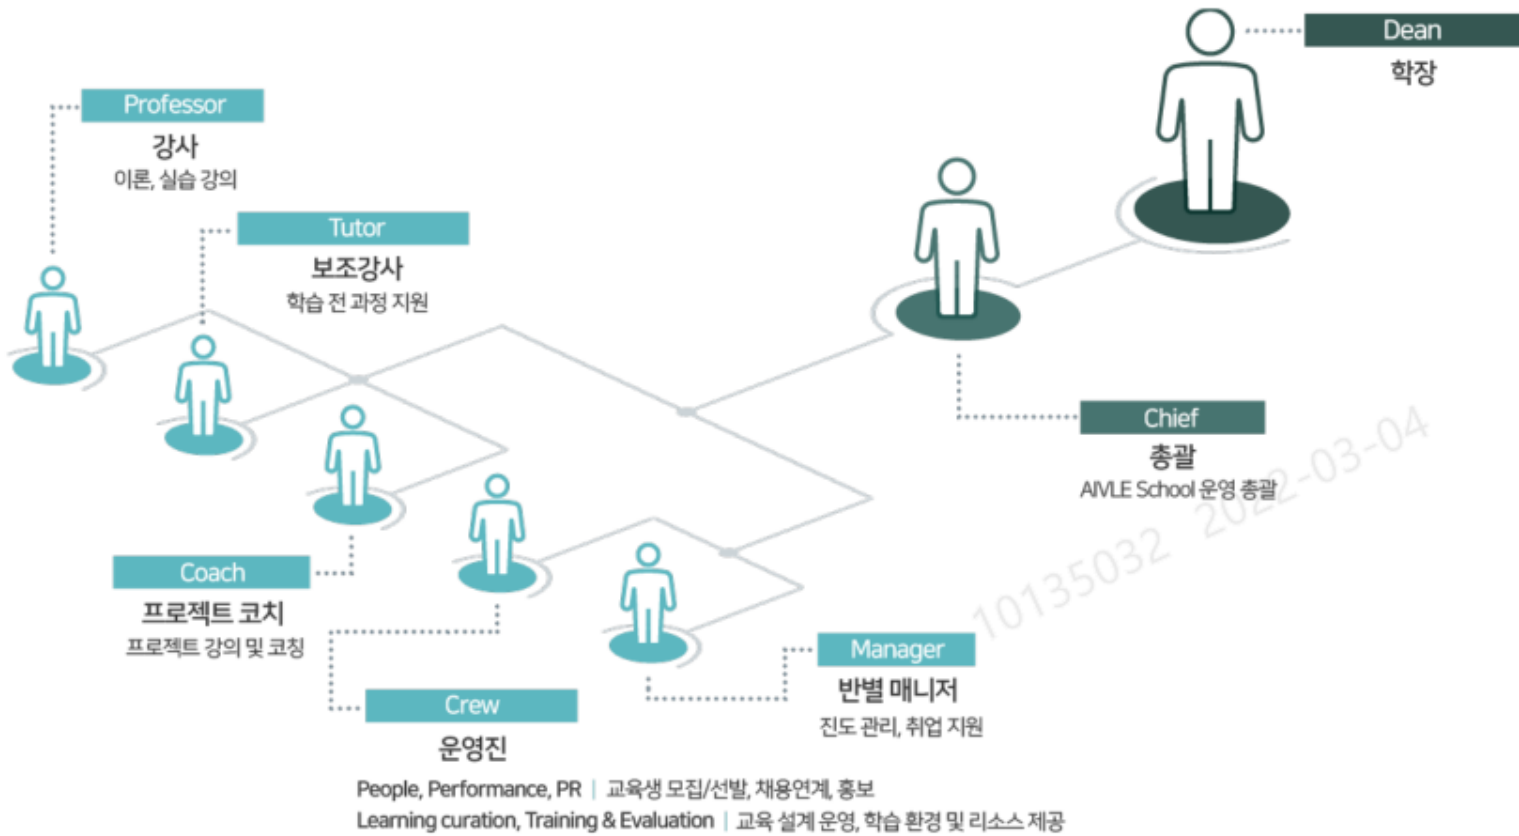 Dean
학장
Professor
강사
이론, 실습 강의
Tutor
보조강사
학습 전 과정 지원
Chief
총괄
AIVLE School 운영 총괄
10135032 2022-03-04
Coach
프로젝트 코치
프로젝트 강의 및 코칭
Manager
반별 매니저
진도 관리, 취업 지원
Crew
운영진
People, Performance, PR | 교육생 모집/선발, 채용연계, 홍보
Learning curation, Training & Evaluation | 교육 설계 운영, 학습 환경 및 리소스 제공